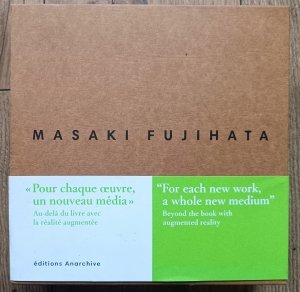 MASAKI FUJIHATA
« Pour chaque œuvre,
un nouveau média »
Au-delà du livre avec
la réalité augmentée
éditions Anarchive
“For each new work,
a whole new medium”
Beyond the book with
augmented reality